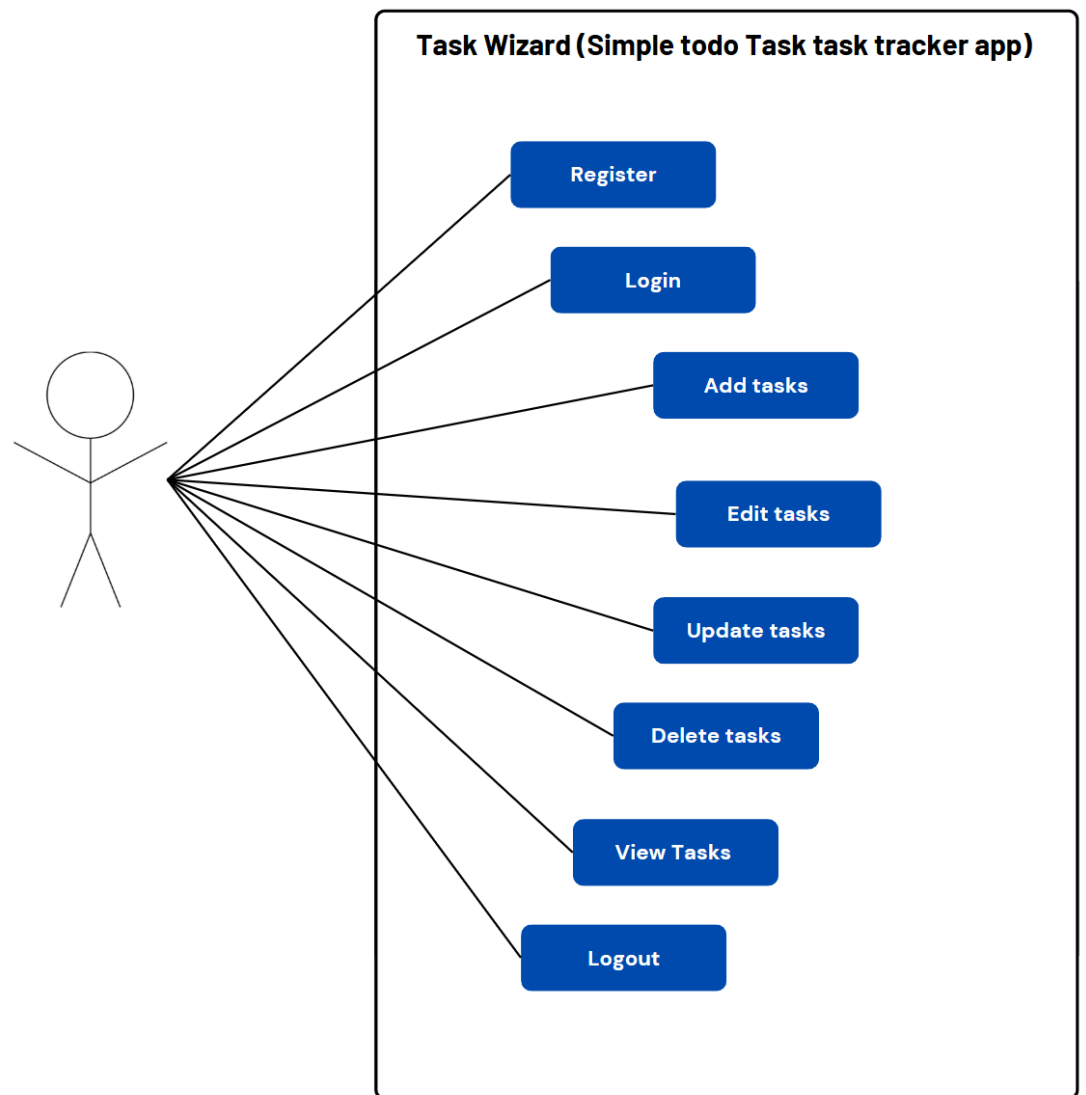 Task Wizard (Simple todo Task task tracker app)
Register
Login
Add tasks
Edit tasks
Update tasks
Delete tasks
View Tasks
Logout